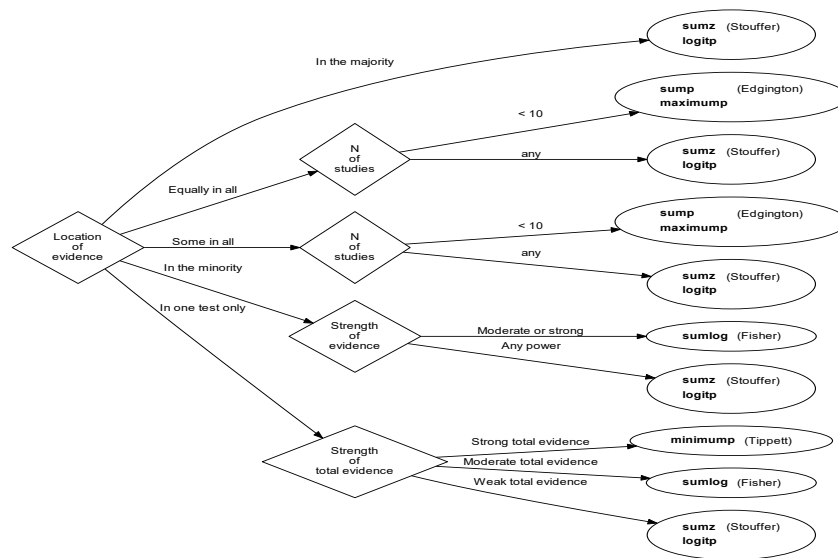 sumz (Stouffer)
logitp
In the majority
sump (Edgington)
maximump
< 10
N
of
studies
any
sumz (Stouffer)
logitp
Equally in all
sump (Edgington)
maximump
< 10
Location
of
evidence
Some in all
N
of
studies
any
In the minority
sumz (Stouffer)
logitp
In one test only
Strength
of
evidence
Moderate or strong
sumlog (Fisher)
Any power
sumz (Stouffer)
logitp
Strength
of
total evidence
Strong total evidence
minimump (Tippett)
Moderate total evidence
sumlog (Fisher)
Weak total evidence
sumz (Stouffer)
logitp